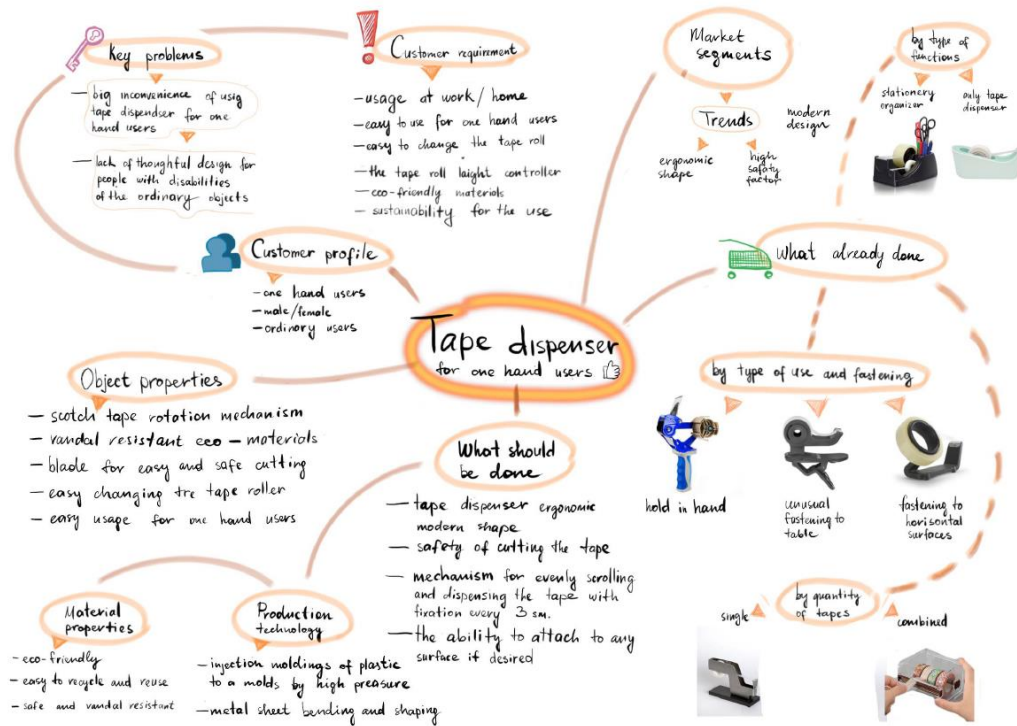 Key problems
— big inconvenience of usig
tape dispendser for one
hand users
— lack of thoughtful design for
people with disabilities
of the ordinary objects
Customer requirement
— usage at work/home
— easy to use for one hand users
— easy to change the tape roll
— the tape roll laight controller
— eco-friendly materials
— sustainability for the use
Customer profile
— one hand users
— male/female
— ordinary users
Market
segments
Trends
modern
design
ergonomic
shape
high
safaty
factor
by type of
functions
stationery
organizer
only tape
dispenser
What already done
Tape dispenser
for one hand users
Object properties
— scotch tape rotation mechanism
— vandal resistant eco-materials
— blade for easy and safe cutting
— easy changing tre tape roller
— easy usage for one hand users
What should
be done
— tape dispenser ergonomic
modern shape
— safety of cutting the tape
— mechanism for evenly scrolling
and dispensing the tape with
fixation every 3 sm.
— the ability to attach to any
surface if desired
by type of use and fastening
hold in hand
unusual
fastening to
table
fastening to
horisontal
surfaces
Material
properties
— eco-friendly
— easy to recycle and reuse
— safe and vandal resistant
Production
technology
— injection moldings of plastic
to a molds by high preasure
— metal sheet bending and shaping
by quantity
of tapes
single
combined